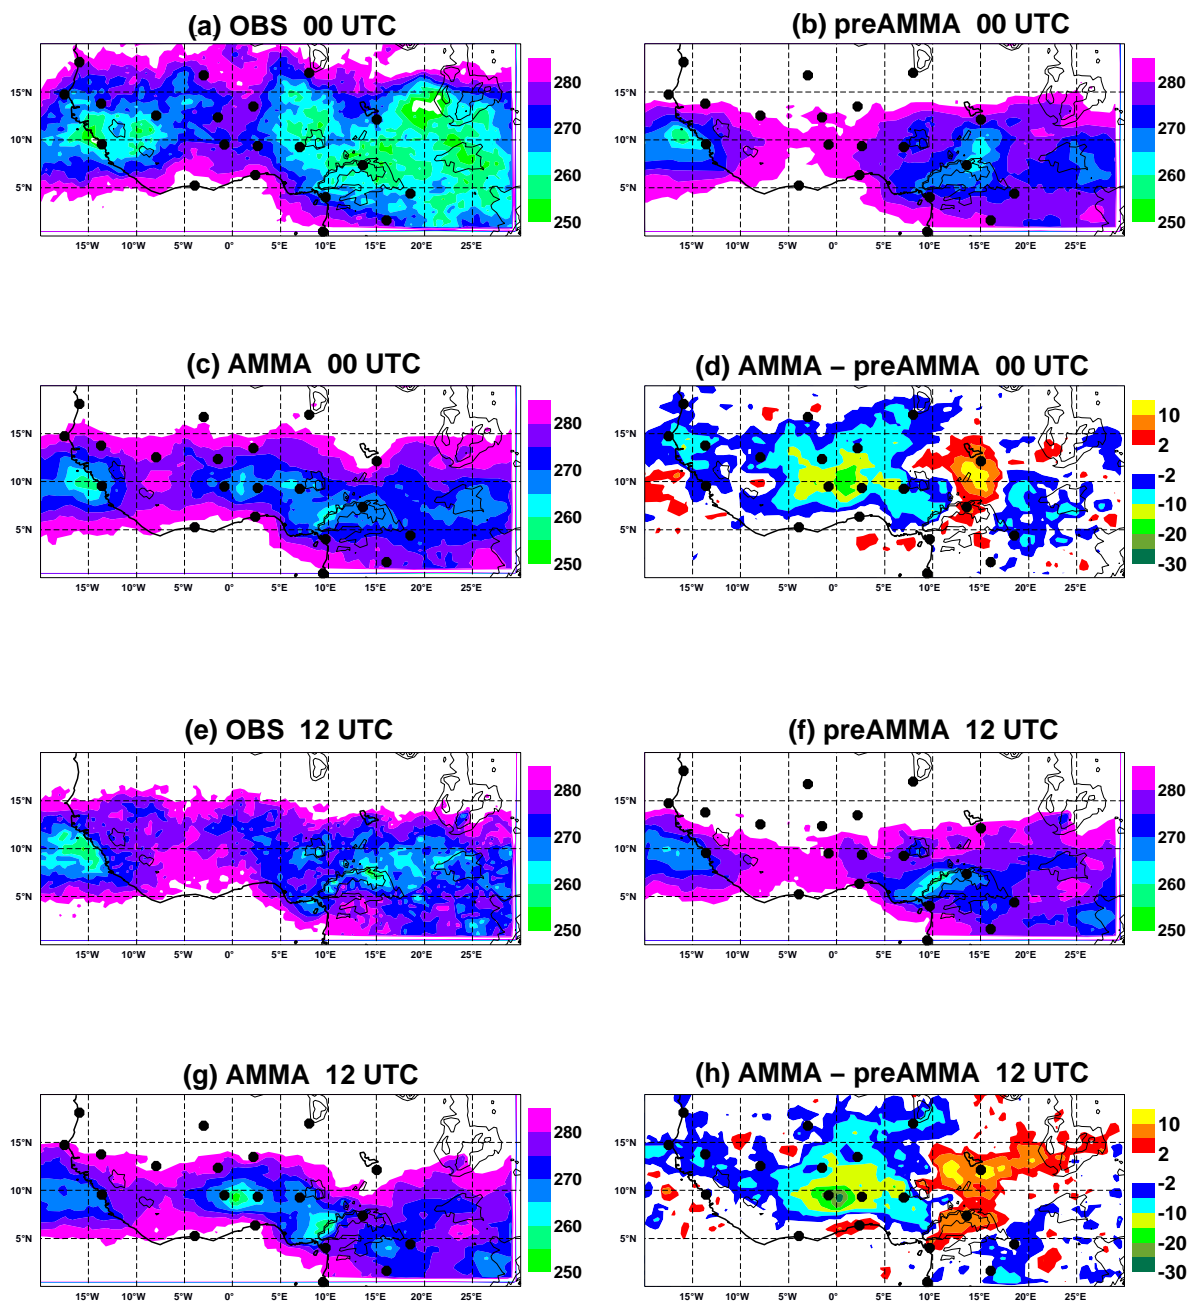 (a) OBS 00 UTC
(b) preAMMA 00 UTC
15°N
10°N
5°N
280
270
260
250
15°W 10°W 5°W 0° 5°E 10°E 15°E 20°E 25°E
15°N
10°N
5°N
280
270
260
250
15°W 10°W 5°W 0° 5°E 10°E 15°E 20°E 25°E
(c) AMMA 00 UTC
(d) AMMA – preAMMA 00 UTC
15°N
10°N
5°N
280
270
260
250
15°W 10°W 5°W 0° 5°E 10°E 15°E 20°E 25°E
15°N
10°N
5°N
10
2
-2
-10
-20
-30
15°W 10°W 5°W 0° 5°E 10°E 15°E 20°E 25°E
(e) OBS 12 UTC
(f) preAMMA 12 UTC
15°N
10°N
5°N
280
270
260
250
15°W 10°W 5°W 0° 5°E 10°E 15°E 20°E 25°E
15°N
10°N
5°N
280
270
260
250
15°W 10°W 5°W 0° 5°E 10°E 15°E 20°E 25°E
(g) AMMA 12 UTC
(h) AMMA – preAMMA 12 UTC
15°N
10°N
5°N
280
270
260
250
15°W 10°W 5°W 0° 5°E 10°E 15°E 20°E 25°E
15°N
10°N
5°N
10
2
-2
-10
-20
-30
15°W 10°W 5°W 0° 5°E 10°E 15°E 20°E 25°E